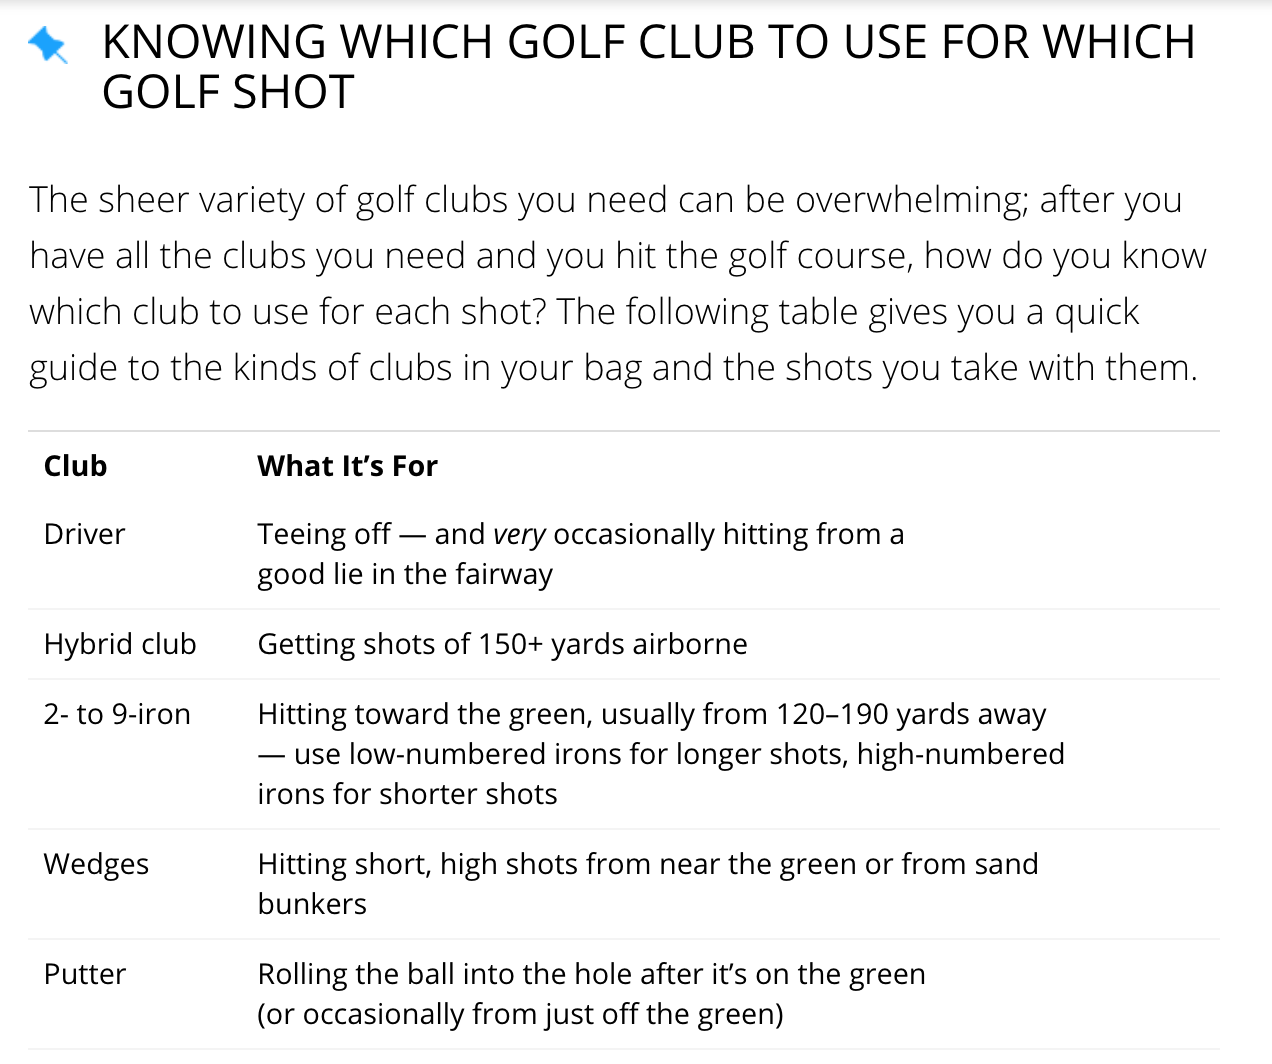 KNOWING WHICH GOLF CLUB TO USE FOR WHICH
GOLF SHOT
The sheer variety of golf clubs you need can be overwhelming; after you
have all the clubs you need and you hit the golf course, how do you know
which club to use for each shot? The following table gives you a quick
guide to the kinds of clubs in your bag and the shots you take with them.
Club What It’s For
Driver Teeing off — and very occasionally hitting from a
good lie in the fairway
Hybrid club Getting shots of 150+ yards airborne
2- to 9-iron Hitting toward the green, usually from 120–190 yards away
— use low-numbered irons for longer shots, high-numbered
irons for shorter shots
Wedges Hitting short, high shots from near the green or from sand
bunkers
Putter Rolling the ball into the hole after it’s on the green
(or occasionally from just off the green)